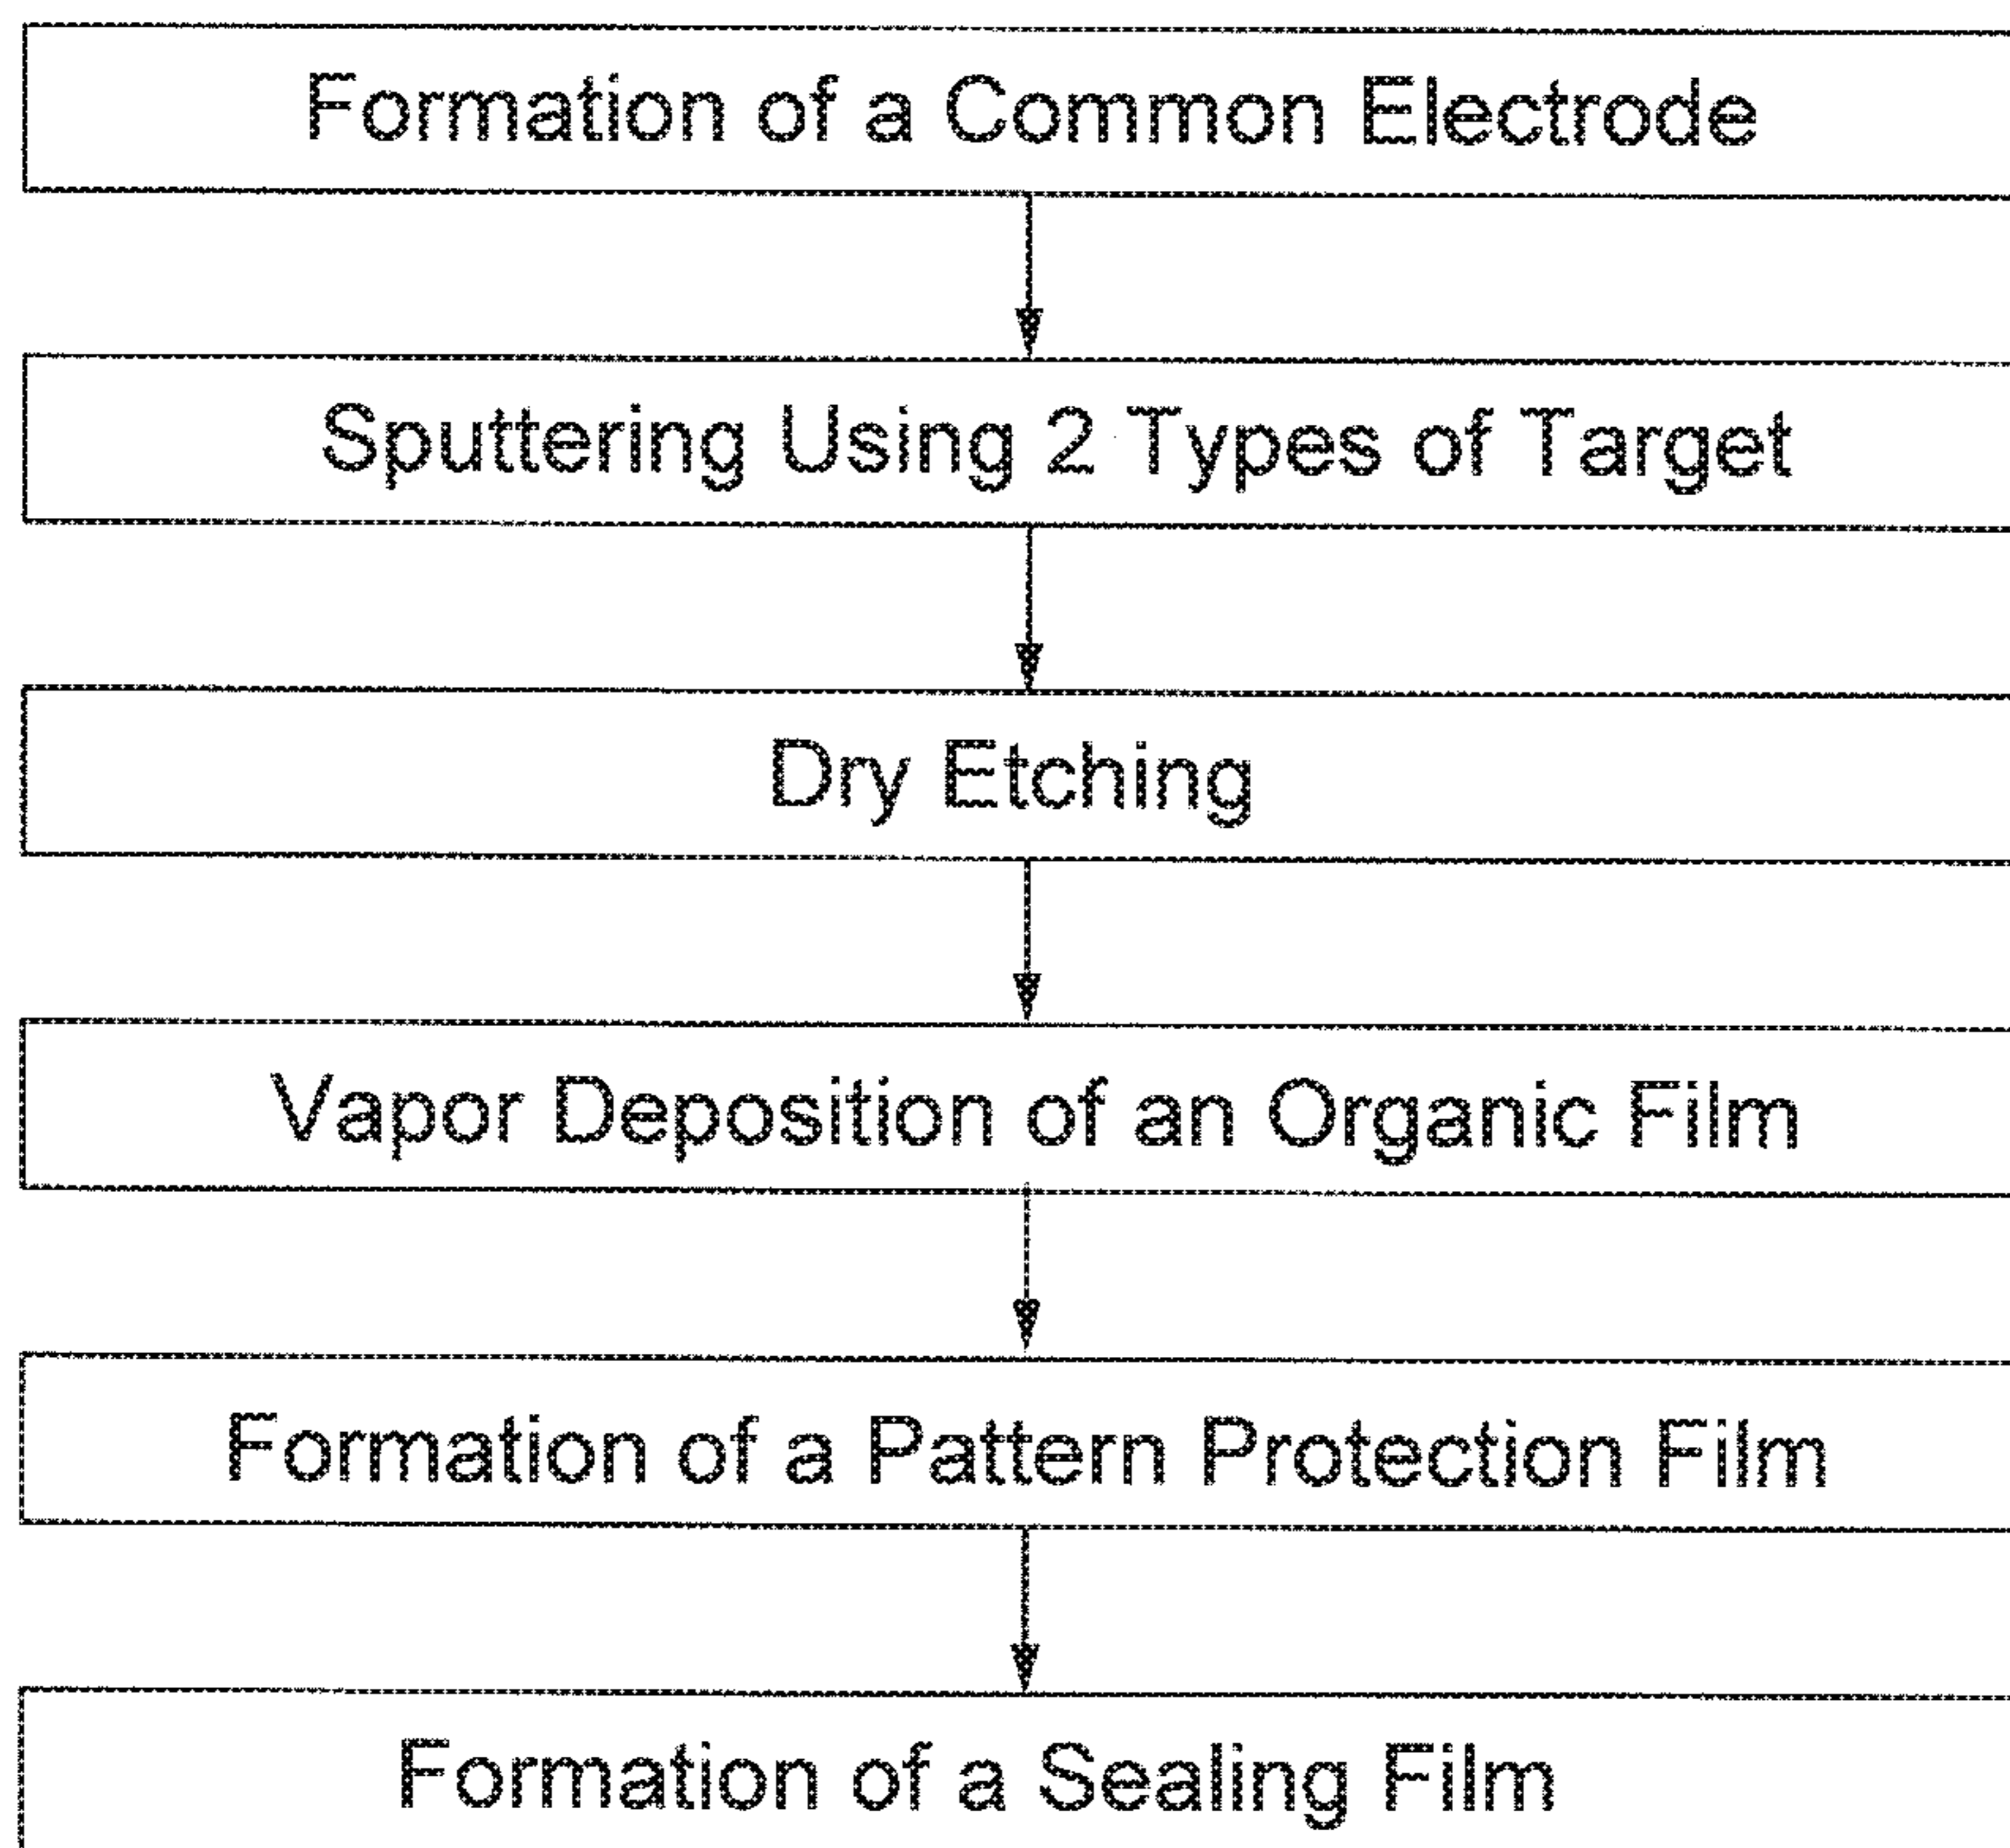 Formation of a Common Electrode
Sputtering Using 2 Types of Target
Dry Etching
Vapor Deposition of an Organic Film
Formation of a Pattern Protection Film
Formation of a Sealing Film